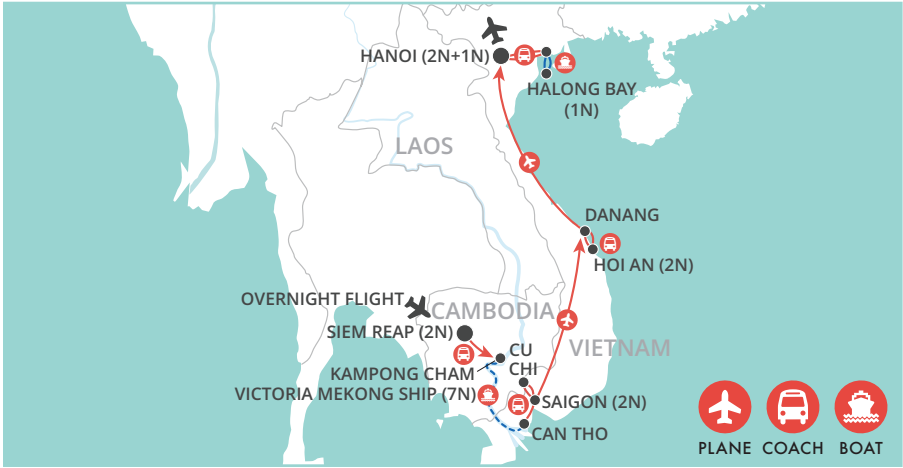 HANOI (2N+1N)
HALONG BAY
(1N)
LAOS
DANANG
HOI AN (2N)
OVERNIGHT FLIGHT
CAMBODIA
SIEM REAP (2N)
VIETNAM
CU
CHI
KAMPONG CHAM
VICTORIA MEKONG SHIP (7N)
SAIGON (2N)
CAN THO
PLANE COACH BOAT